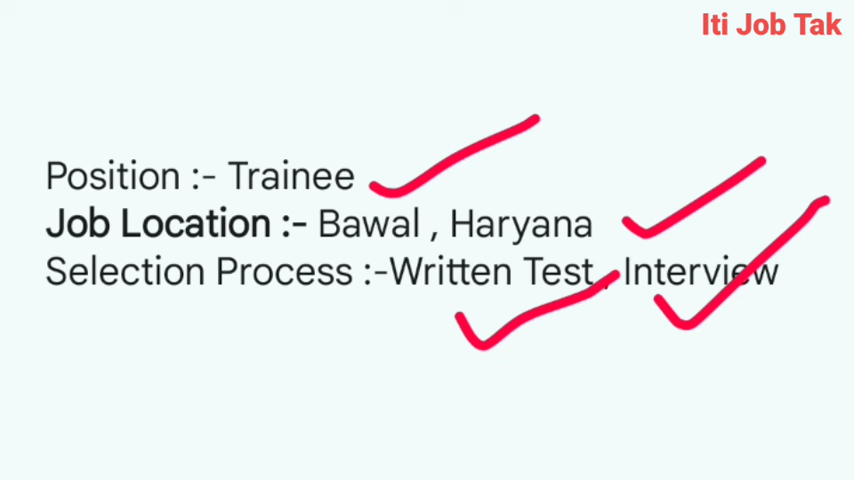 Iti Job Tak
Position :- Trainee
Job Location :- Bawal , Haryana
Selection Process :-Written Test , Interview